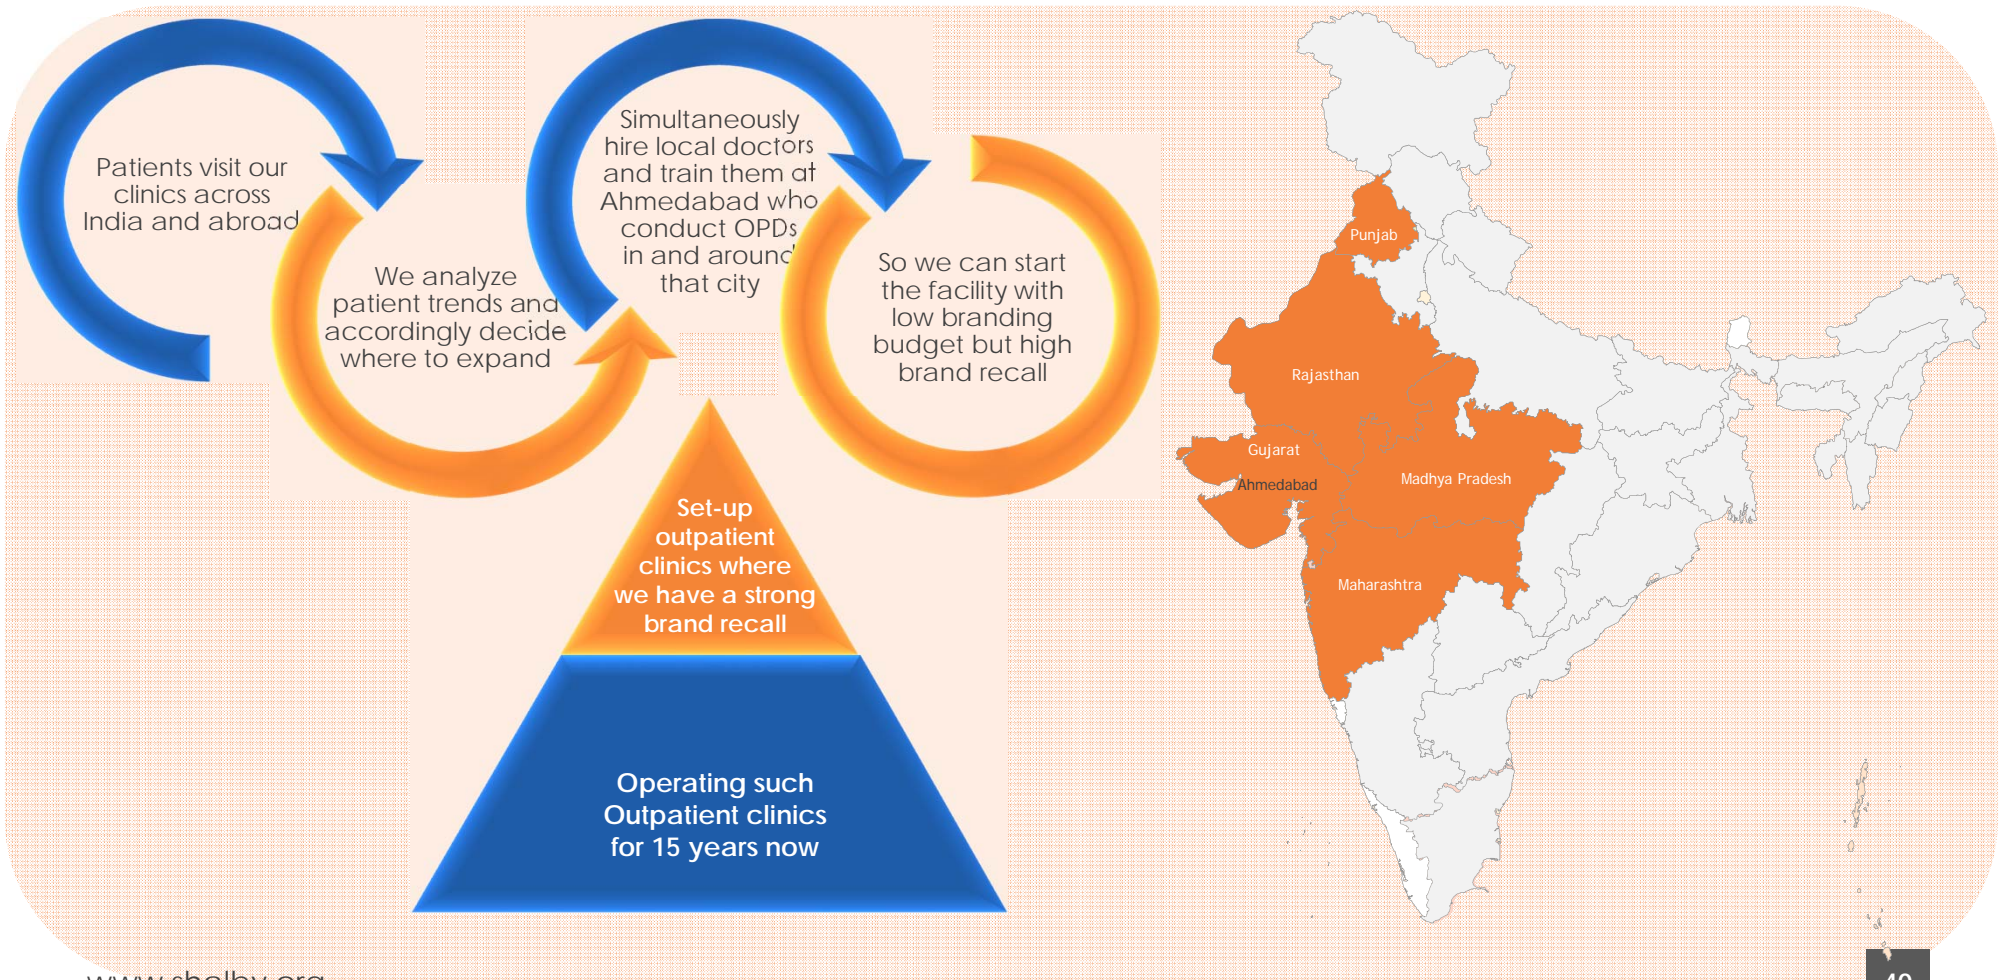 Patients visit our
clinics across
India and abroad
We analyze
patient trends and
accordingly decide
where to expand
Simultaneously
hire local doctors
and train them at
Ahmedabad who
conduct OPDs
in and around
that city
So we can start
the facility with
low branding
budget but high
brand recall
Set-up
outpatient
clinics where
we have a strong
brand recall
Operating such
Outpatient clinics
for 15 years now
Punjab
Rajasthan
Gujarat
Ahmedabad
Madhya Pradesh
Maharashtra
www.shalby.org